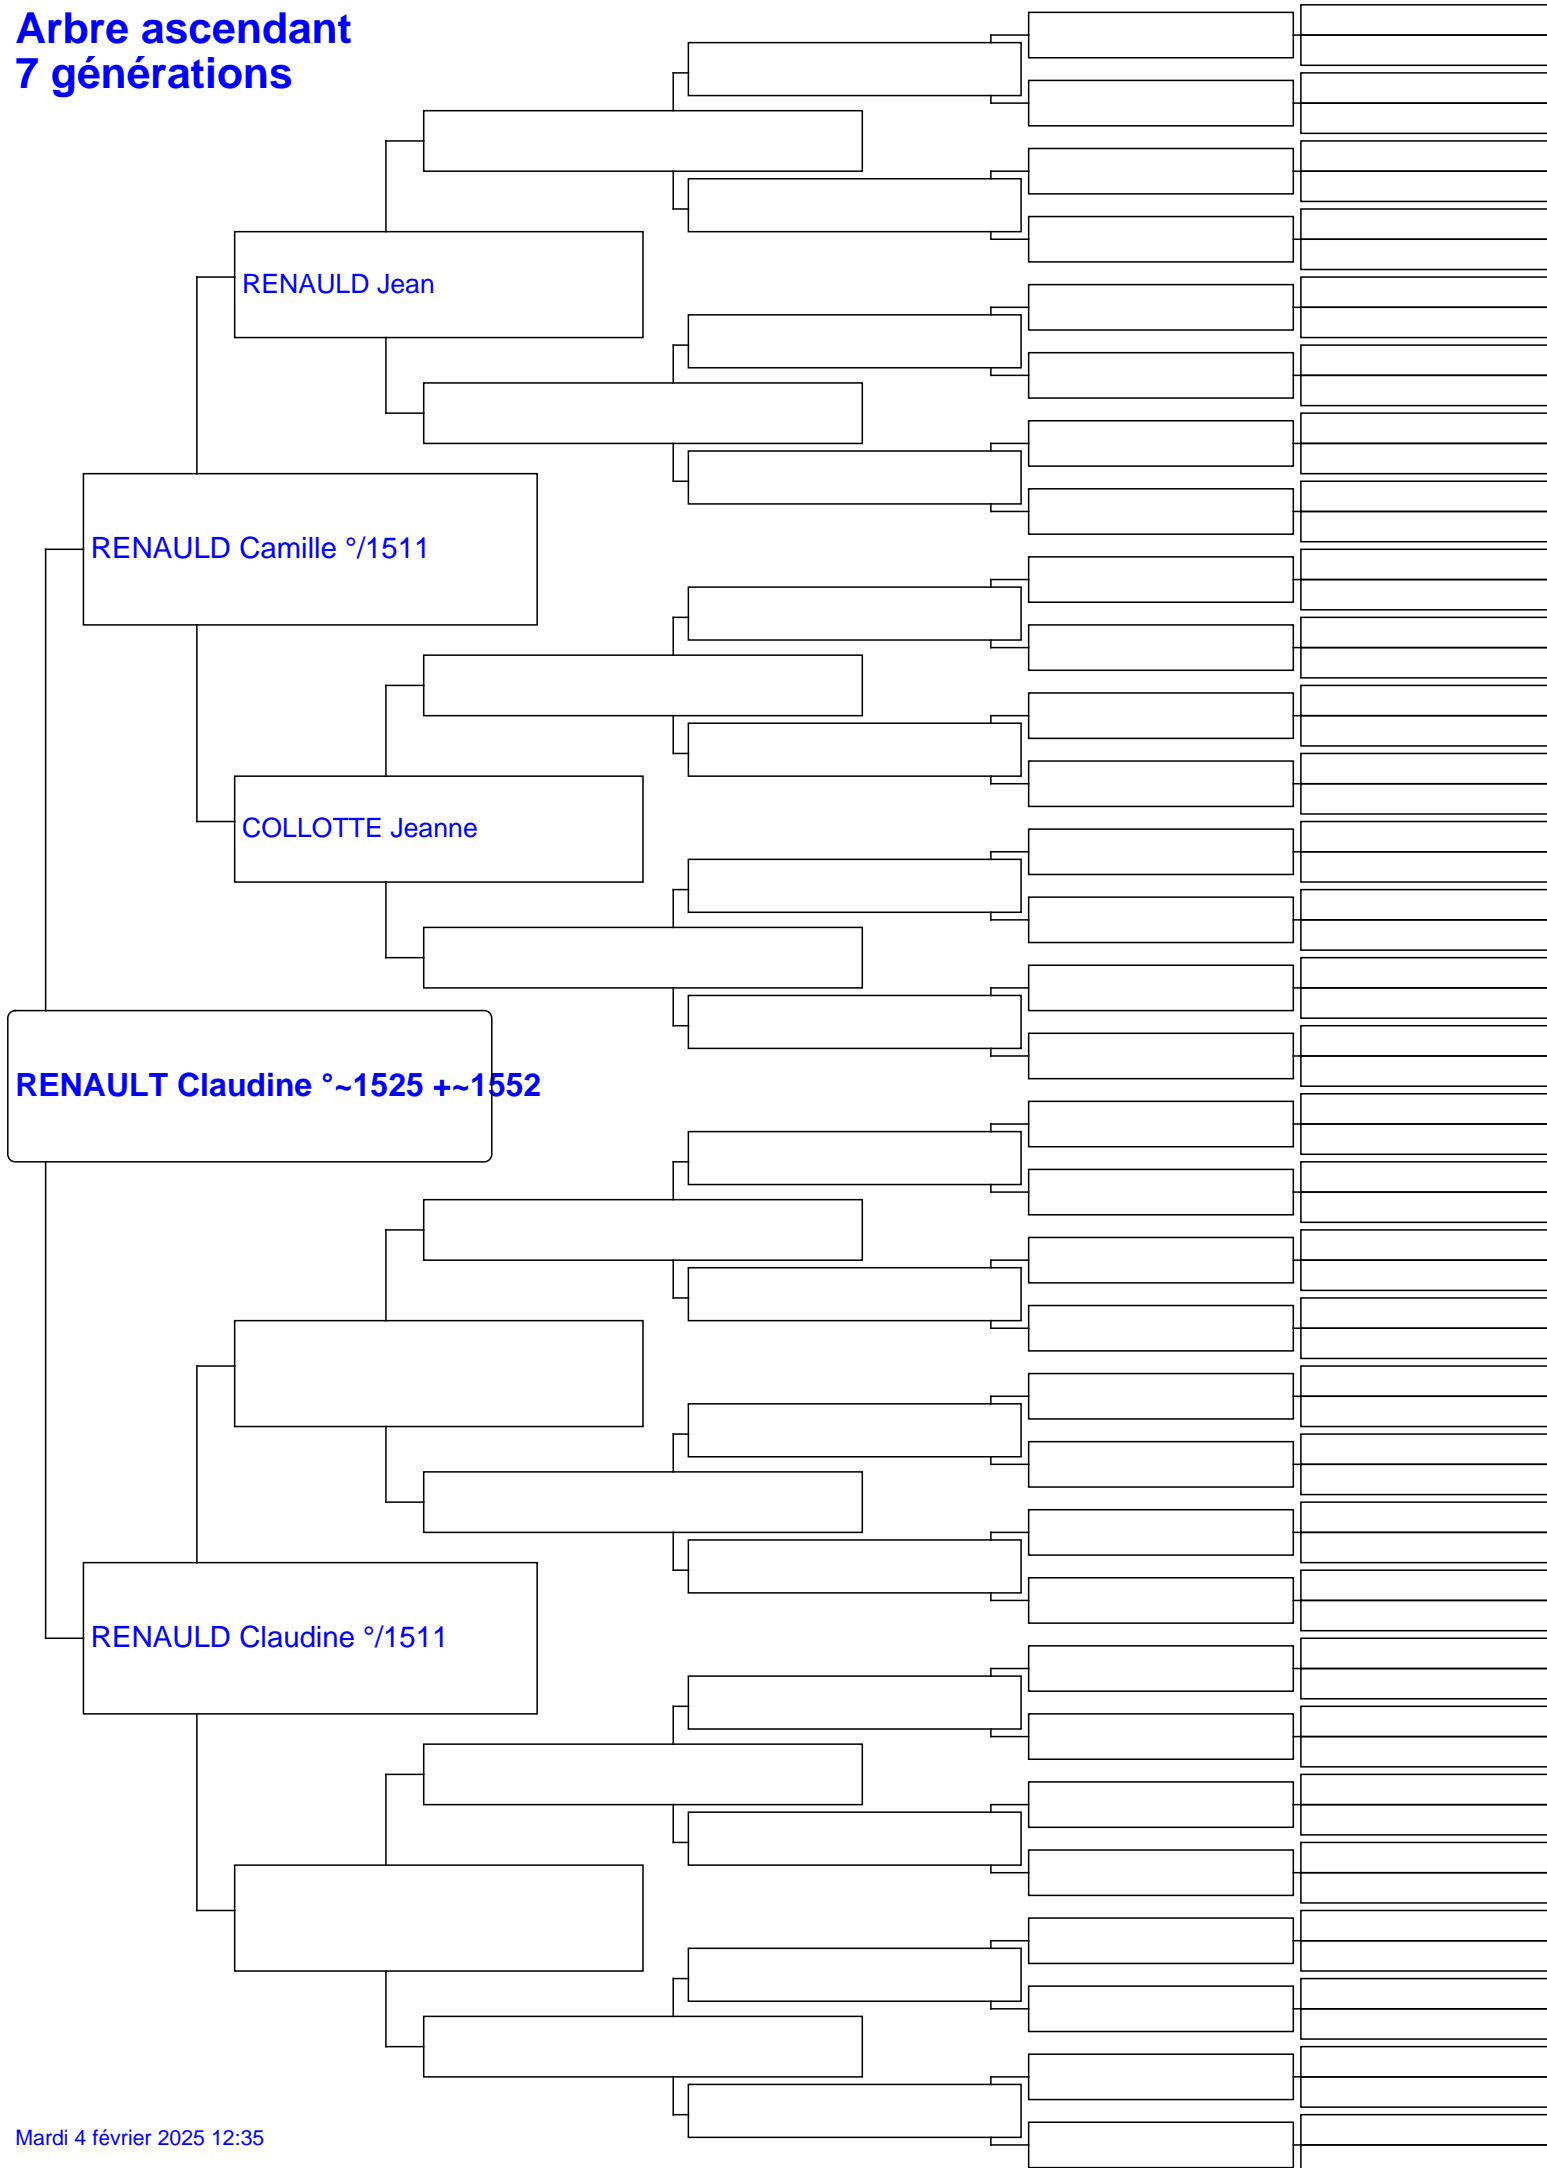 Arbre ascendant
7 générations
RENAULD Jean
RENAULD Camille °/1511
COLLOTTE Jeanne
RENAULT Claudine °~1525 +~1552
RENAULD Claudine °/1511
Mardi 4 février 2025 12:35